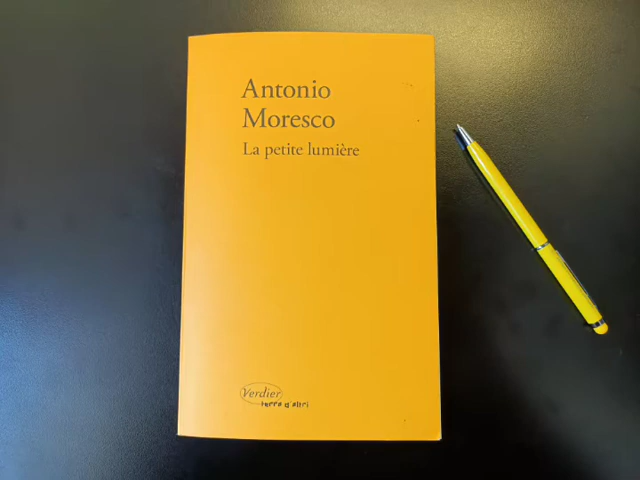 Antonio
Moresco
La petite lumière
Verdier
terra d'altri